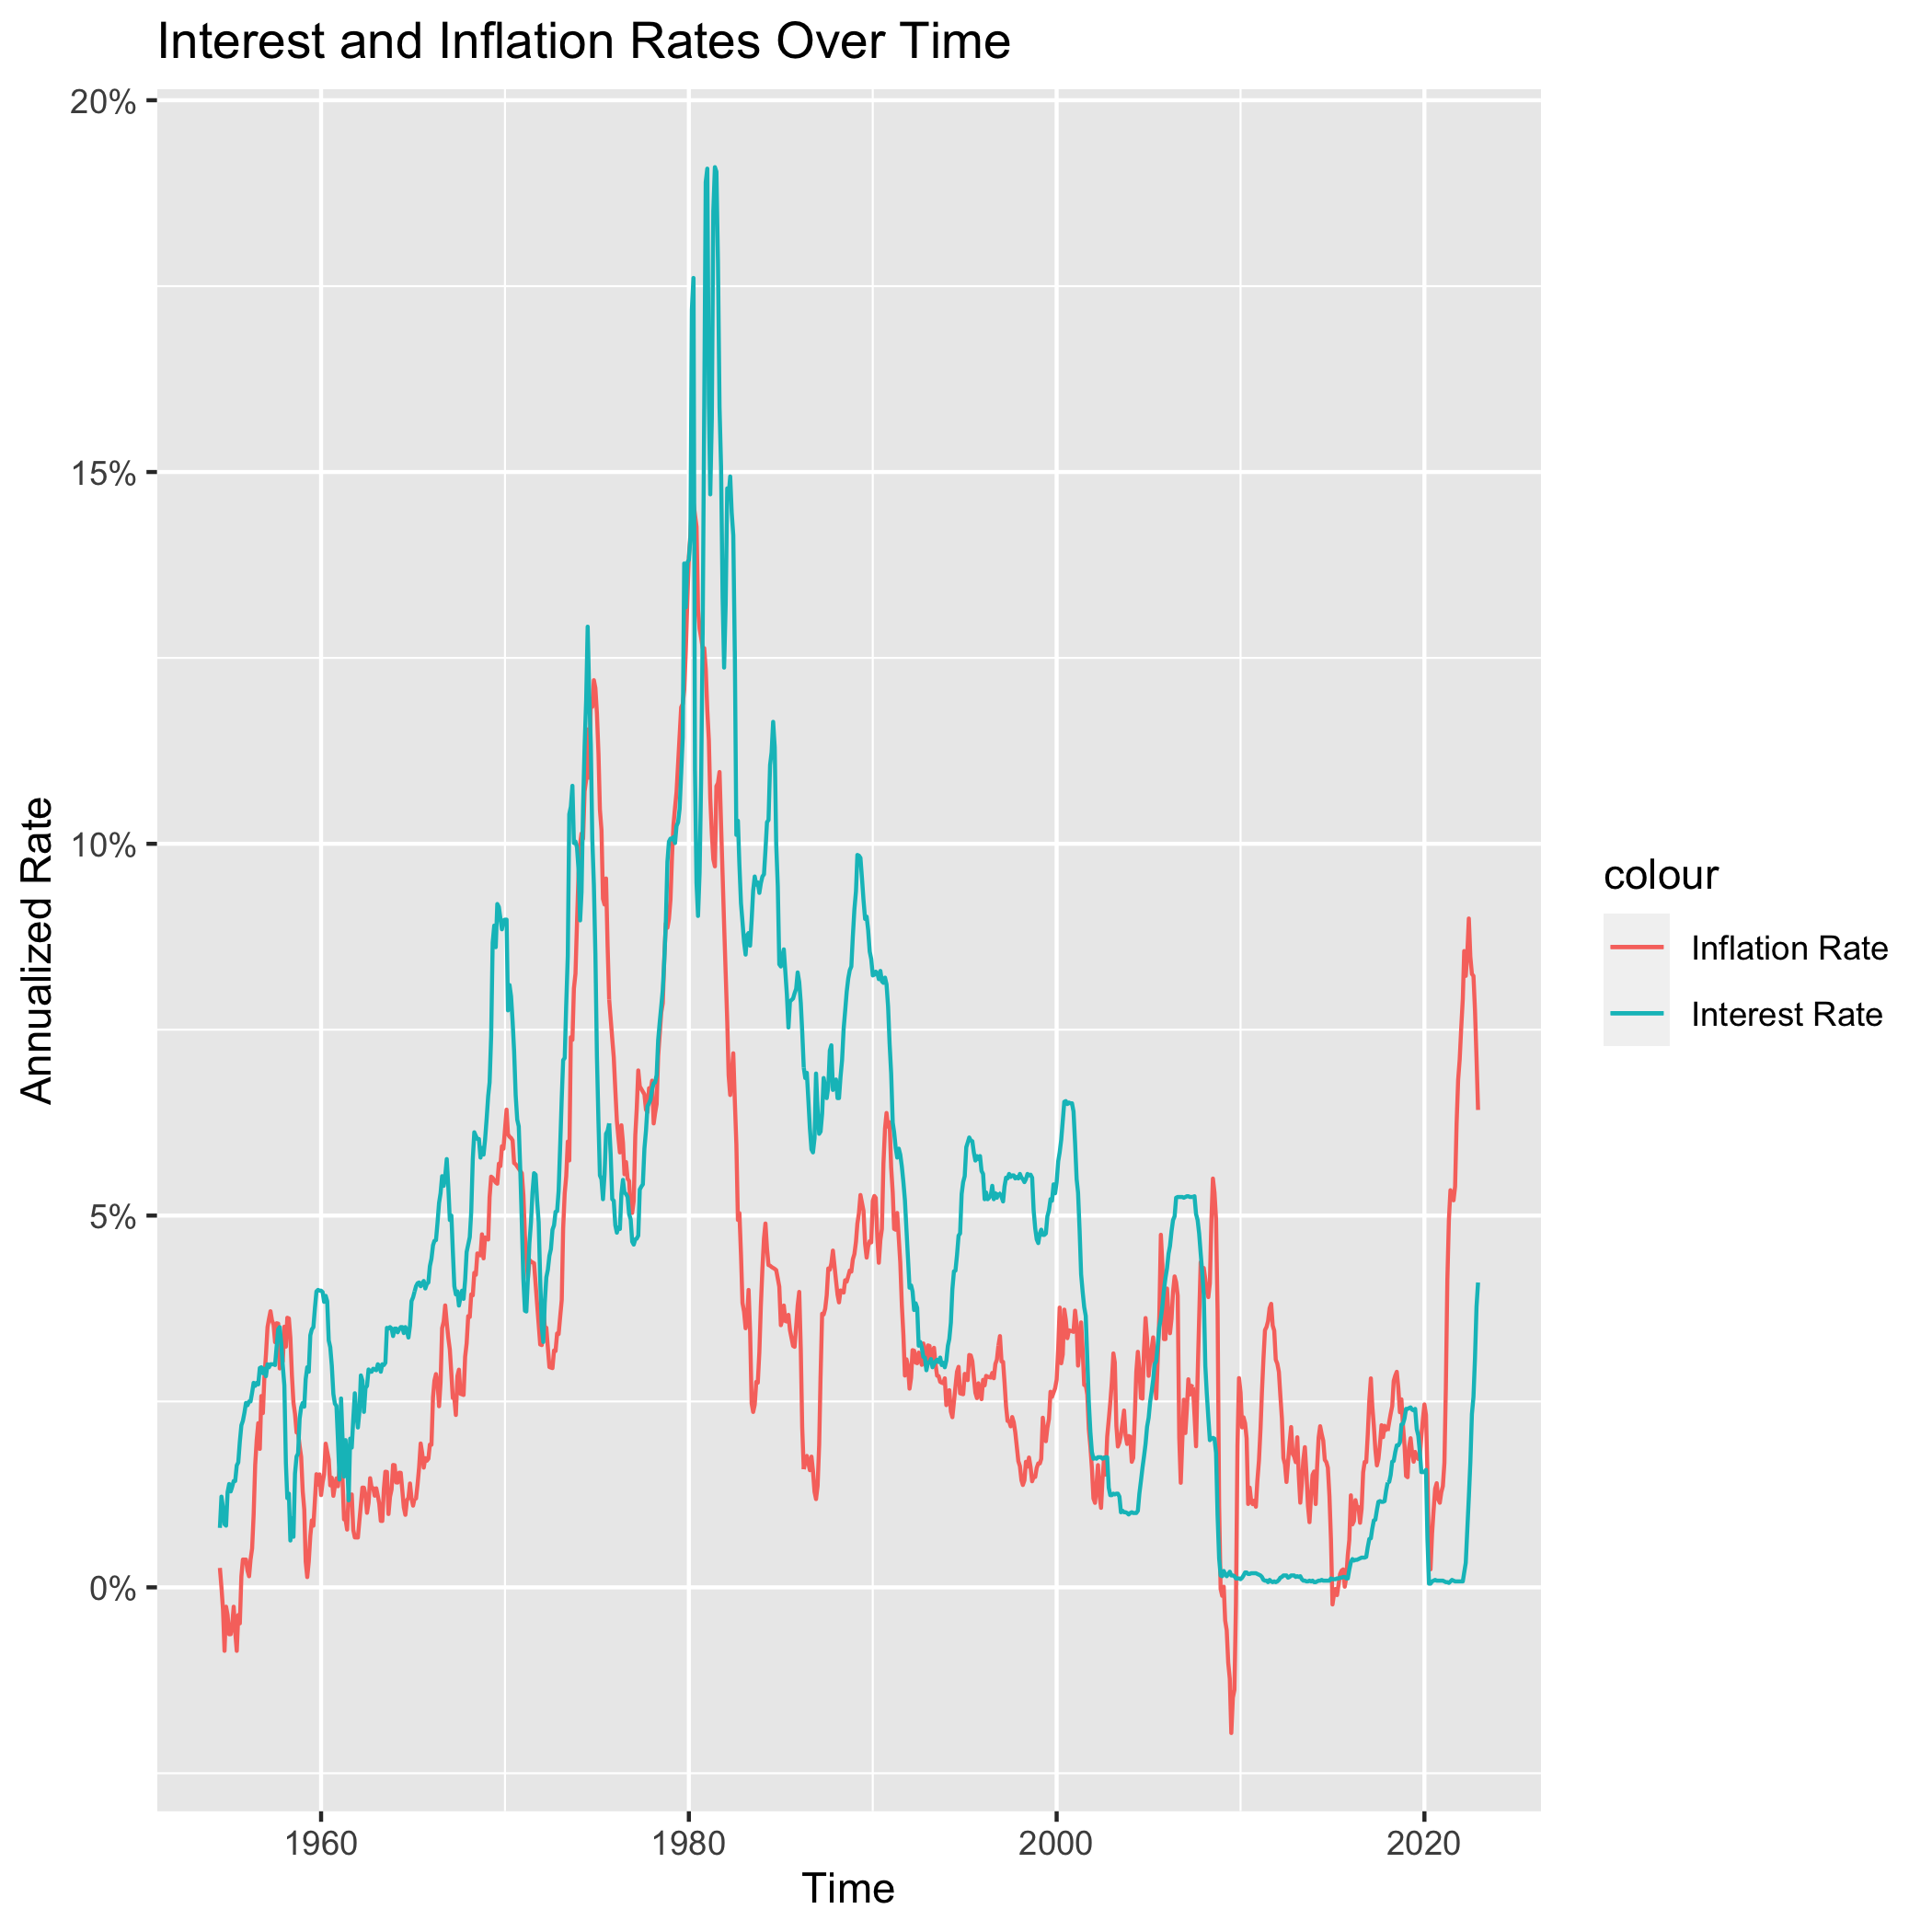 Interest and Inflation Rates Over Time
20%
15%
10%
5%
0%
Annualized Rate
1960 1980 2000 2020
Time
colour
Inflation Rate
Interest Rate